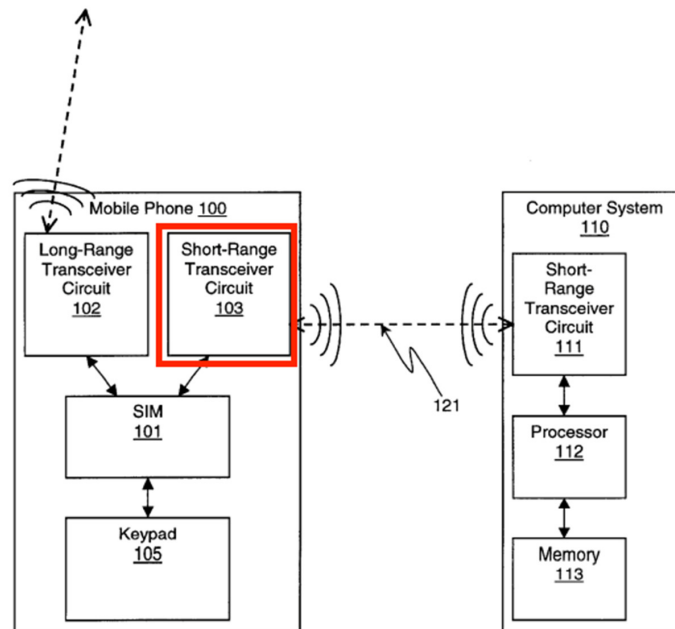 Mobile Phone 100
Long-Range
Transceiver
Circuit
102
Short-Range
Transceiver
Circuit
103
SIM
101
Keypad
105
121
Computer System
110
Short-
Range
Transceiver
Circuit
111
Processor
112
Memory
113